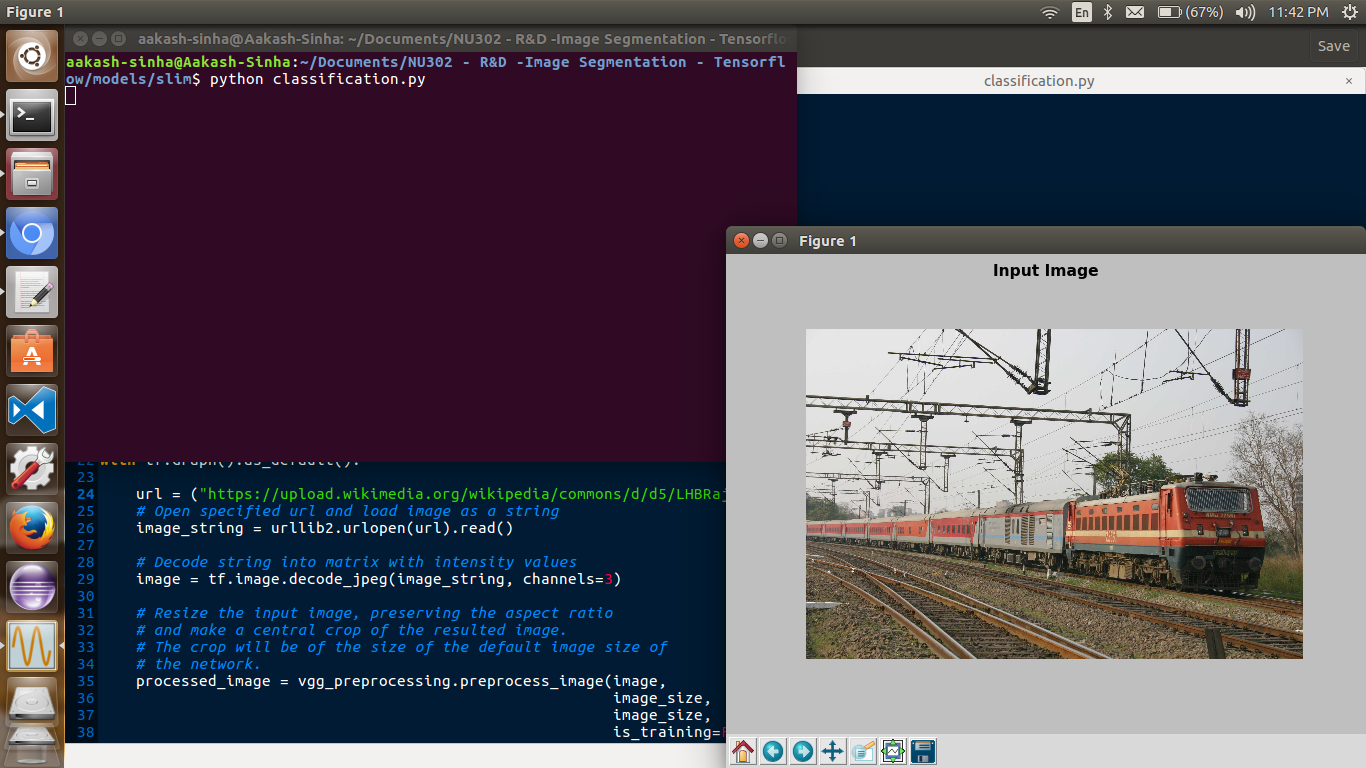 Figure 1
En
(67%)
11:42 PM
aakash-sinha@Aakash-Sinha: ~/Documents/NU302 - R&D -Image Segmentation - Tensorflo
Save
aakash-sinha@Aakash-Sinha:~/Documents/NU302 - R&D -Image Segmentation - Tensorfl
ow/models/slim$ python classification.py
classification.py
Figure 1
Input Image
22 with tf.Graph().as_default():
23
24 url = ("https://upload.wikimedia.org/wikipedia/commons/d/d5/LHBRaj
25 # Open specified url and load image as a string
26 image_string = urllib2.urlopen(url).read()
27
28 # Decode string into matrix with intensity values
29 image = tf.image.decode_jpeg(image_string, channels=3)
30
31 # Resize the input image, preserving the aspect ratio
32 # and make a central crop of the resulted image.
33 # The crop will be of the size of the default image size of
34 # the network.
35 processed_image = vgg_preprocessing.preprocess_image(image,
36 image_size,
37 image_size,
38 is_training=F